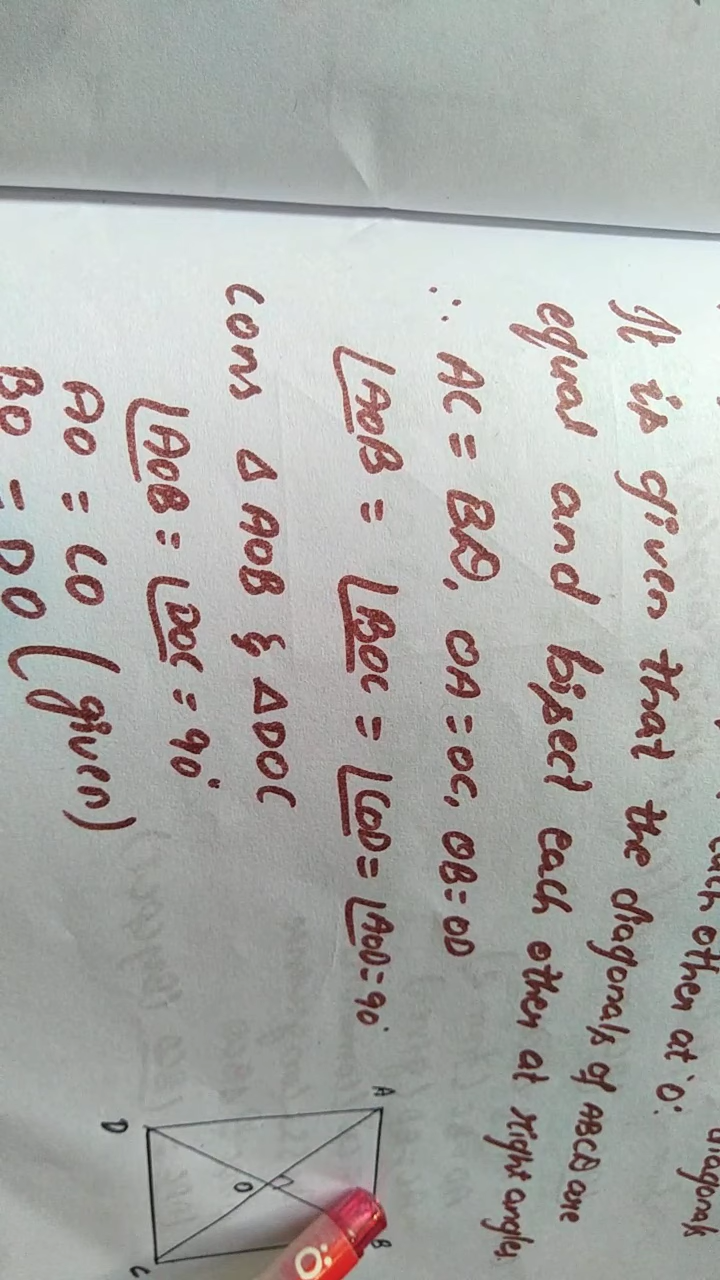 each other at 'O'.
It is given that the diagonals of ABCD are
equal and bisect each other at right angles.
∴ AC = BD, OA = OC, OB = OD
∠AOB = ∠BOC = ∠COD = ∠AOD = 90°
Cons Δ AOB & ΔDOC
∠AOB = ∠DOC = 90°
AO = CO (given)
BO = DO
A
B
O
D
C